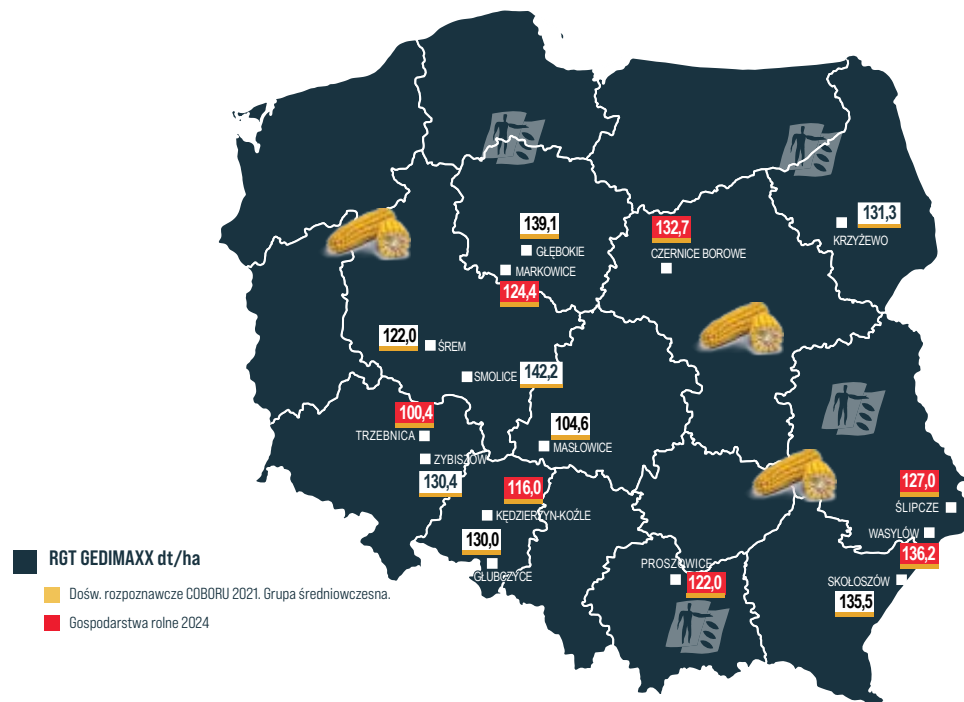 139,1
GŁĘBOKIE
MARKOWICE
124,4
132,7
CZERNICE BOROWE
131,3
KRZYŻEWO
122,0
ŚREM
SMOLICE 142,2
100,4
TRZEBNICA
ZYBISZÓW
130,4
104,6
MASŁOWICE
116,0
KĘDZIERZYN-KOŹLE
130,0
GŁUBCZYCE
127,0
ŚLIPCZE
WASYLÓW
136,2
SKOŁOSZÓW
135,5
PROSZOWICE
122,0
RGT GEDIMAXX dt/ha
Dośw. rozpoznawcze COBORU 2021. Grupa średniowczesna.
Gospodarstwa rolne 2024